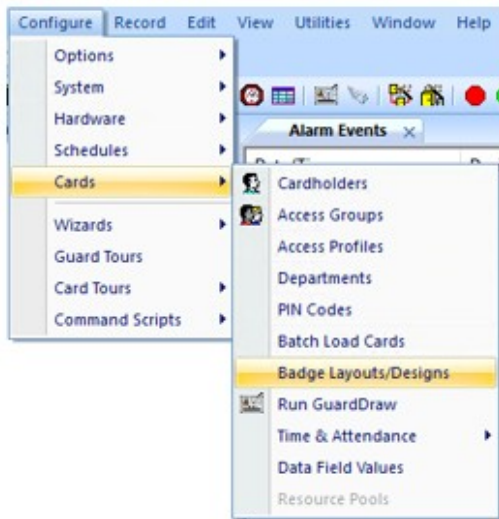 Configure Record Edit View Utilities Window Help
Options
System
Hardware
Schedules
Cards
Wizards
Guard Tours
Card Tours
Command Scripts
Alarm Events
Cardholders
Access Groups
Access Profiles
Departments
PIN Codes
Batch Load Cards
Badge Layouts/Designs
Run GuardDraw
Time & Attendance
Data Field Values
Resource Pools